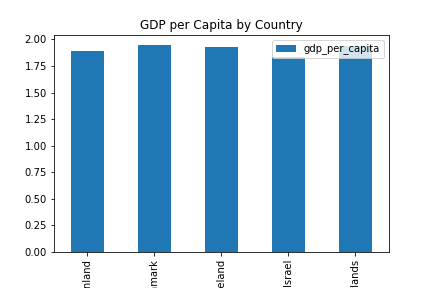 GDP per Capita by Country
gdp_per_capita
2.00
1.75
1.50
1.25
1.00
0.75
0.50
0.25
0.00
nland
mark
eland
Israel
lands